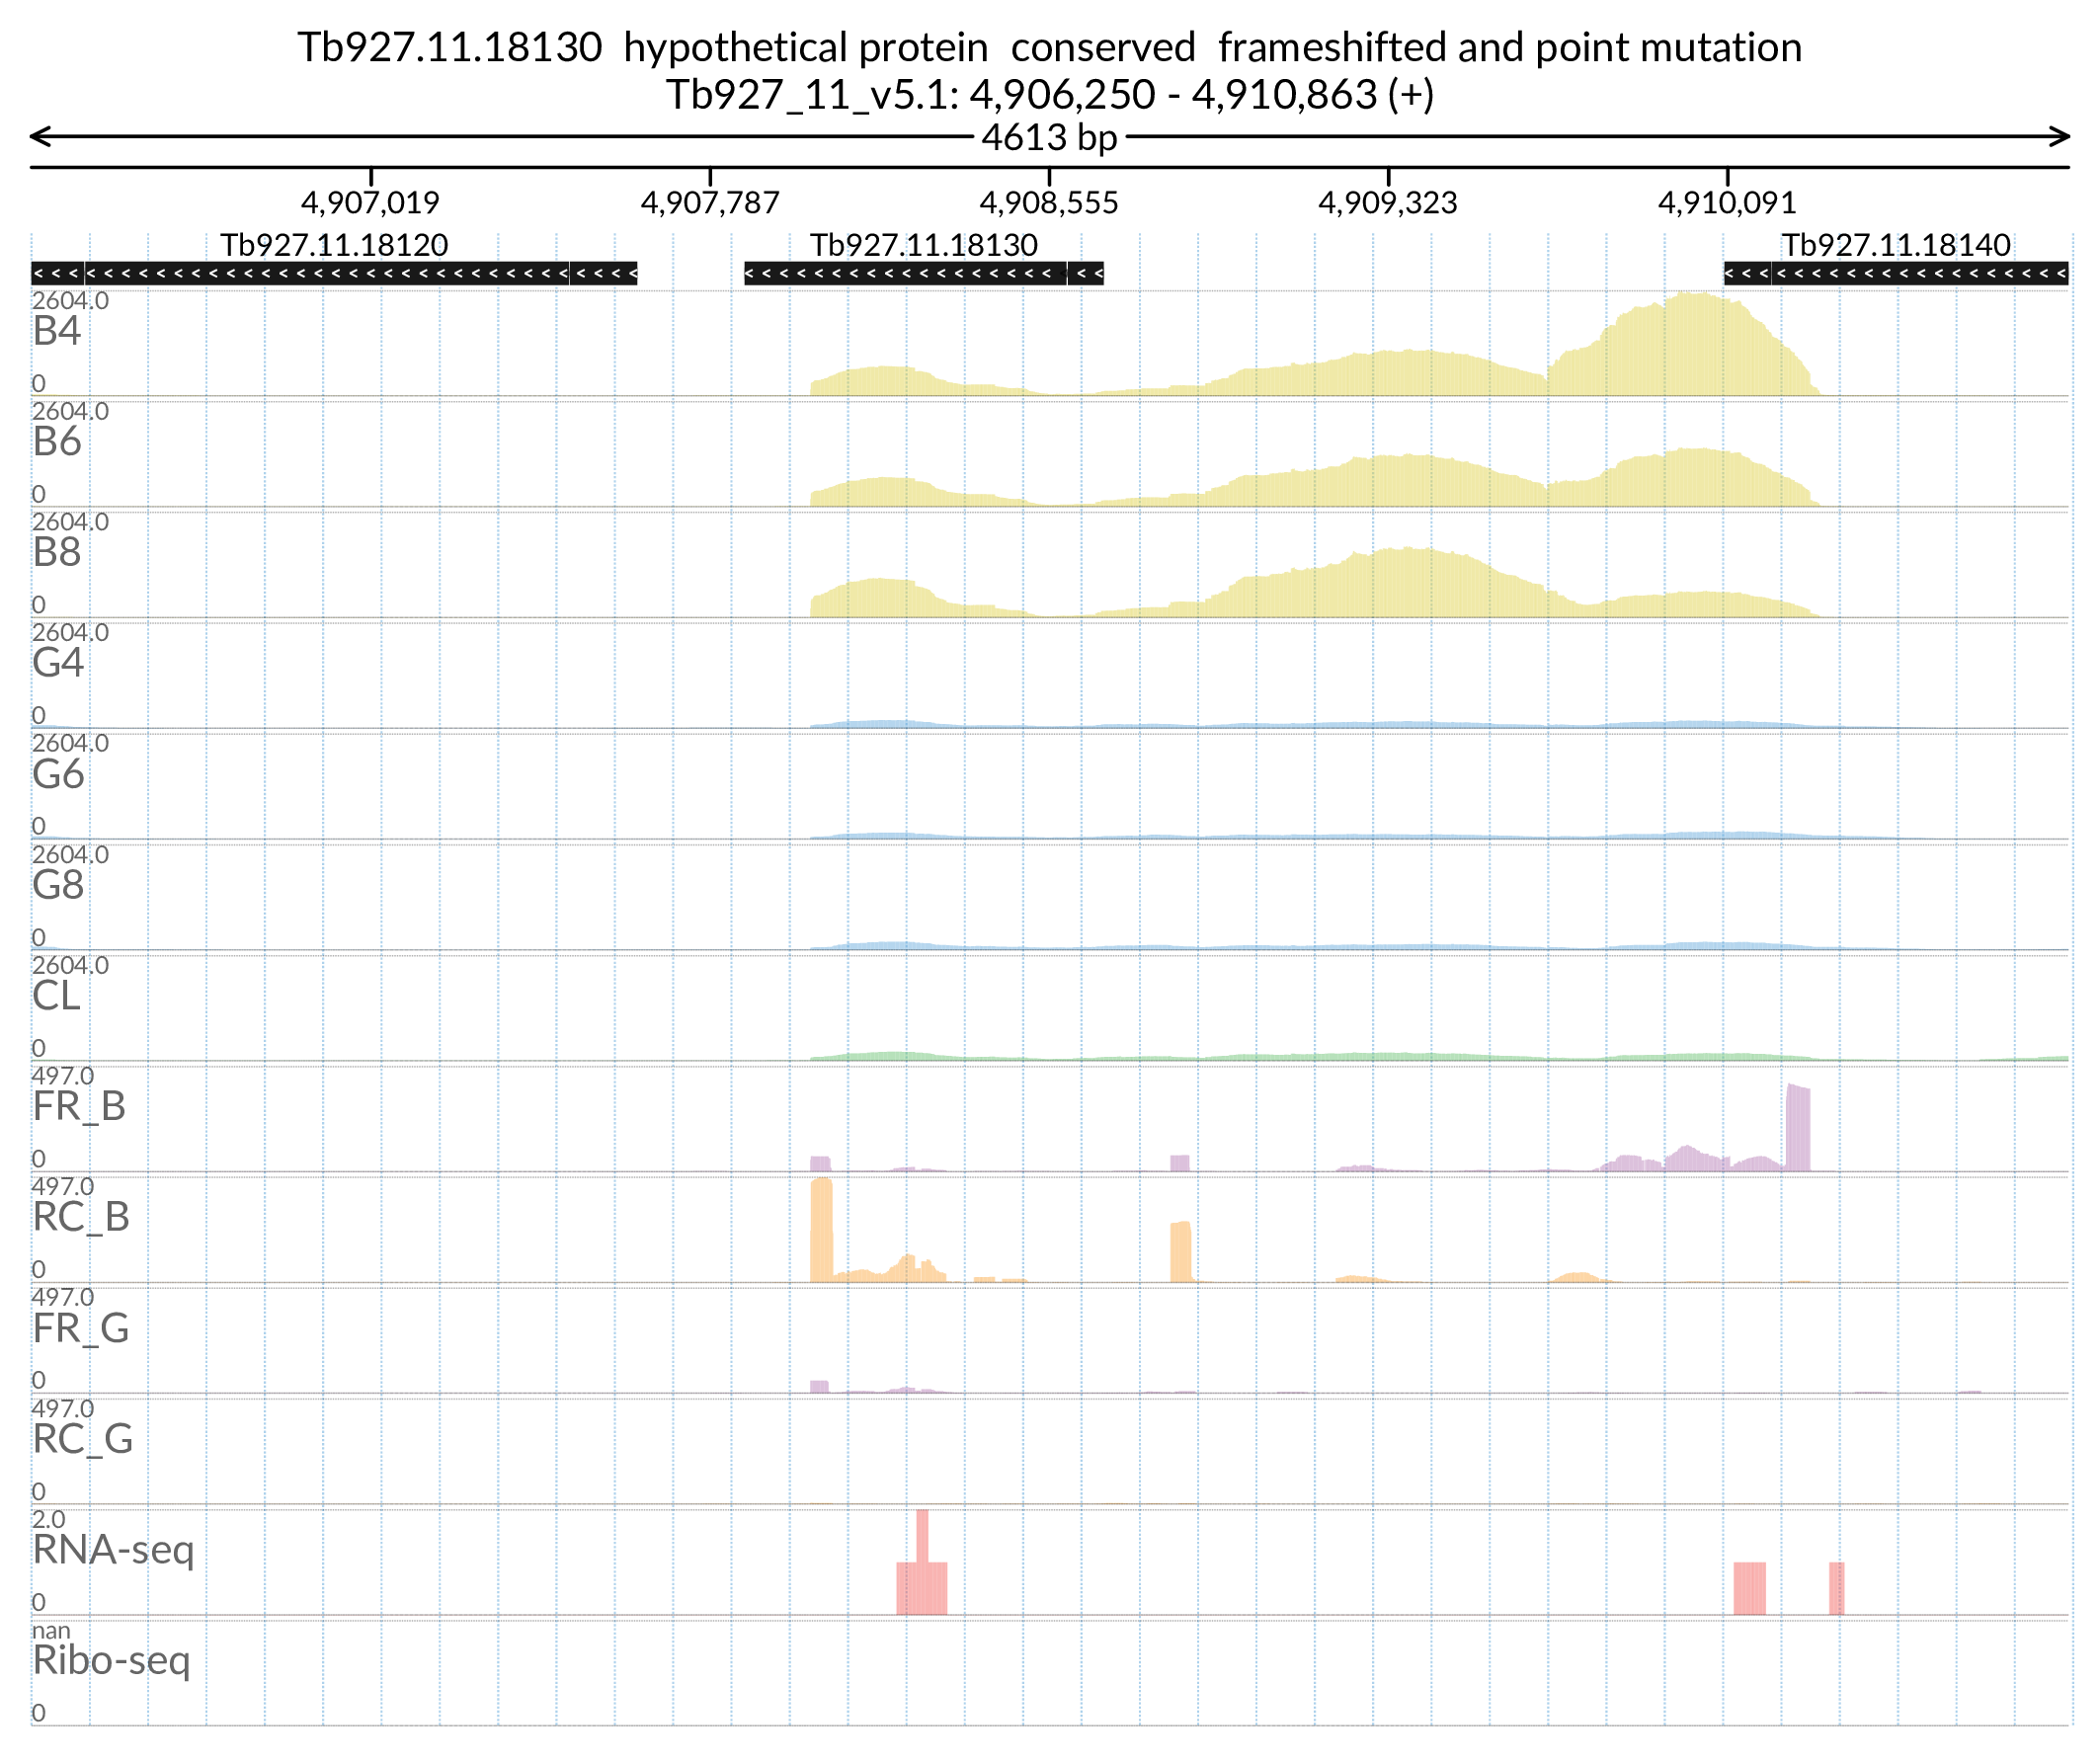 Tb927.11.18130 hypothetical protein conserved frameshifted and point mutation
Tb927_11_v5.1: 4,906,250 - 4,910,863 (+)
4613 bp
4,907,019 4,907,787 4,908,555 4,909,323 4,910,091
Tb927.11.18120 Tb927.11.18130 Tb927.11.18140
2604.0
B4
0
2604.0
B6
0
2604.0
B8
0
2604.0
G4
0
2604.0
G6
0
2604.0
G8
0
2604.0
CL
0
497.0
FR_B
0
497.0
RC_B
0
497.0
FR_G
0
497.0
RC_G
0
2.0
RNA-seq
0
nan
Ribo-seq
0